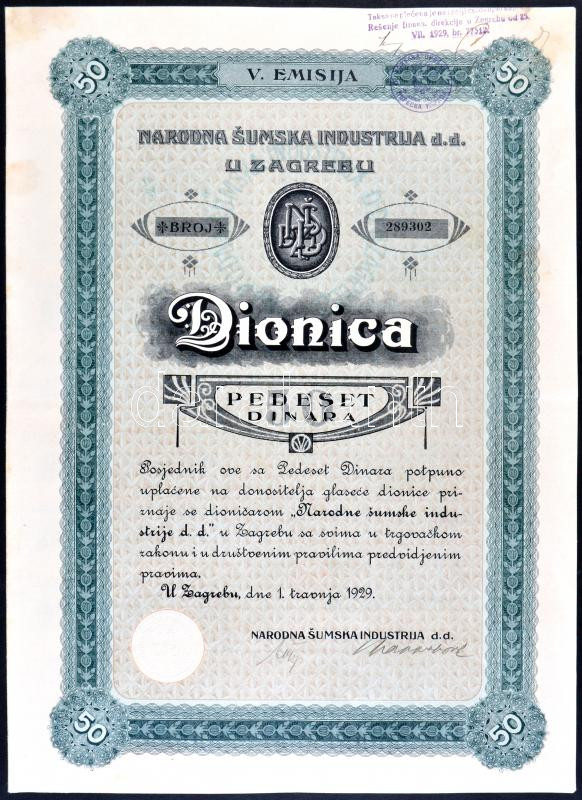 Rešenje finans. direkcije u Zagrebu od 25.
VII. 1929, br. 77512
50
V. EMISIJA
50
NARODNA ŠUMSKA INDUSTRIJA d.d.
U ZAGREBU
BROJ
289302
Dionica
PEDESET
DINARA
Posjednik ove sa Pedeset Dinara potpuno
uplaćene na donositelja glaseće dionice pri-
znaje se dioničarom „Narodne šumske indu-
strije d. d.“ u Zagrebu sa svima u trgovačkom
zakonu i u društvenim pravilima predvidjenim
pravima.
U Zagrebu, dne 1. travnja 1929.
NARODNA ŠUMSKA INDUSTRIJA d.d.
50
50